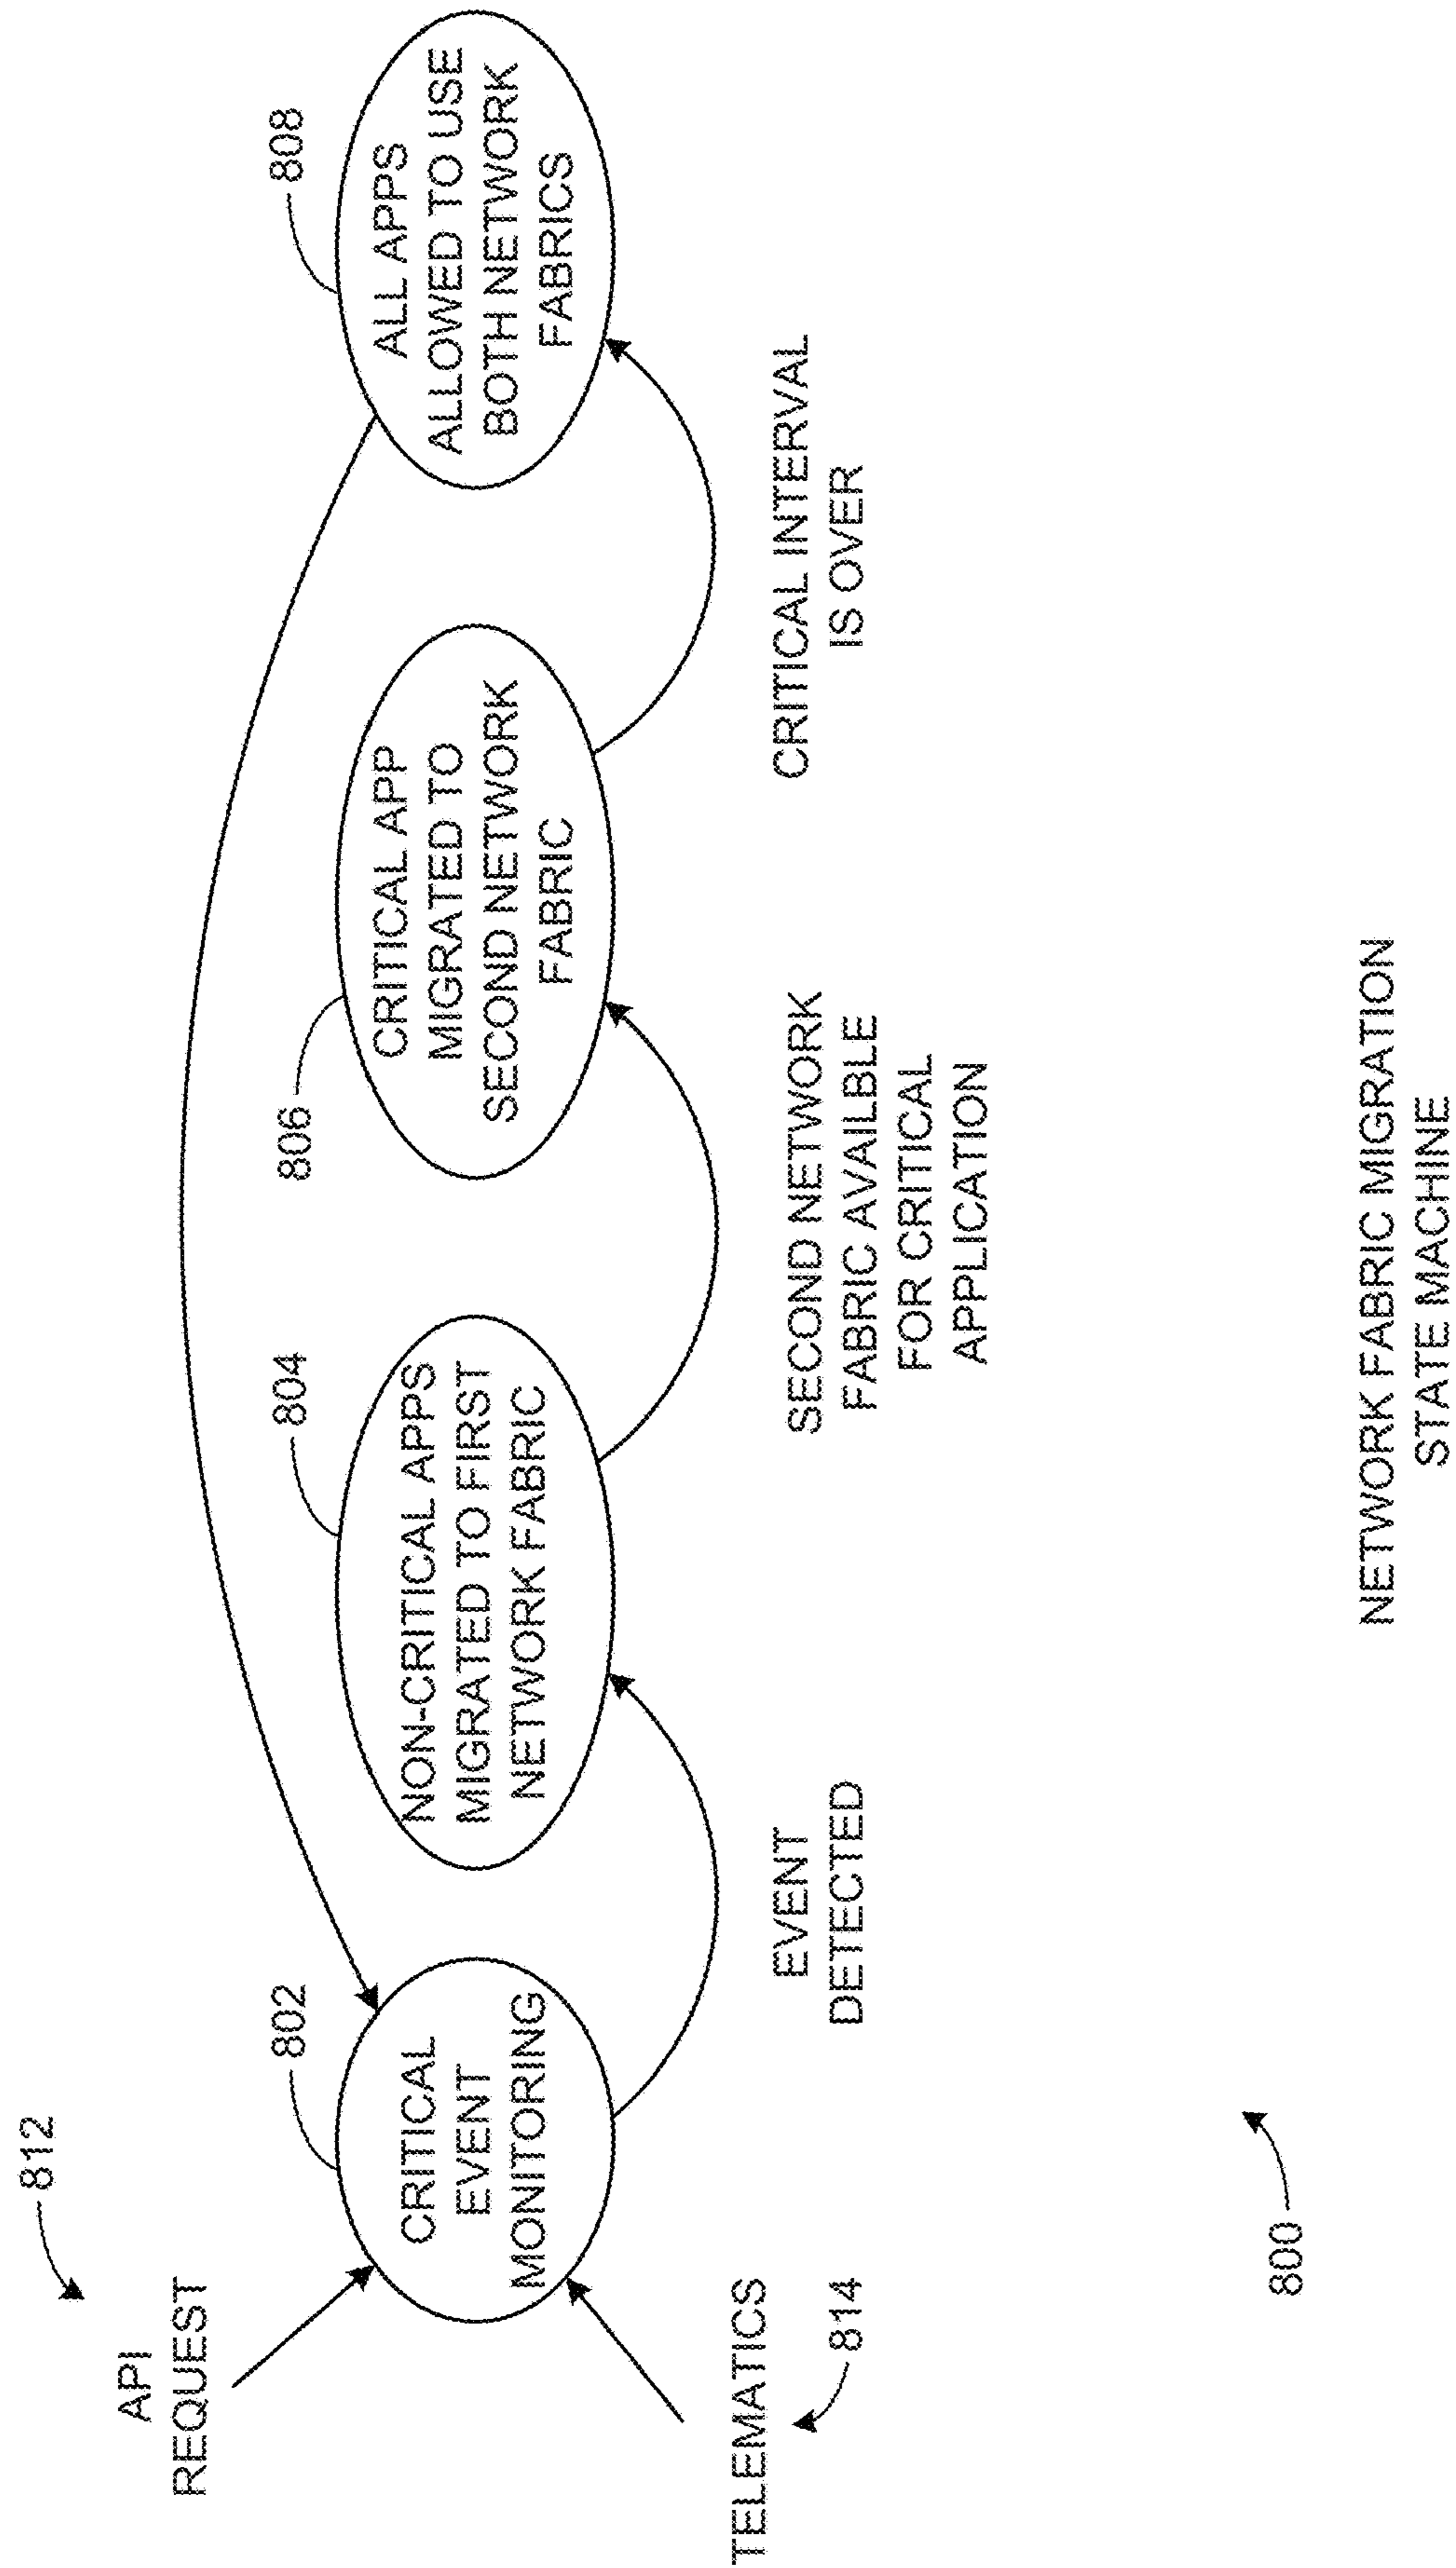 812
API
REQUEST
802
CRITICAL
EVENT
MONITORING
TELEMATICS
814
EVENT
DETECTED
804
NON-CRITICAL APPS
MIGRATED TO FIRST
NETWORK FABRIC
SECOND NETWORK
FABRIC AVAILBLE
FOR CRITICAL
APPLICATION
806
CRITICAL APP
MIGRATED TO
SECOND NETWORK
FABRIC
CRITICAL INTERVAL
IS OVER
808
ALL APPS
ALLOWED TO USE
BOTH NETWORK
FABRICS
800
NETWORK FABRIC MIGRATION
STATE MACHINE